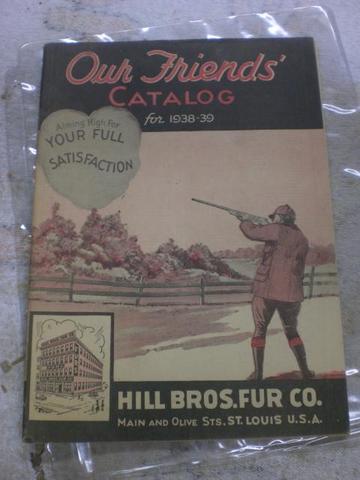 Our Friends'
CATALOG
for 1938-39
Aiming High For
YOUR FULL
SATISFACTION
HILL BROS. FUR CO.
MAIN AND OLIVE STS. ST. LOUIS U.S.A.